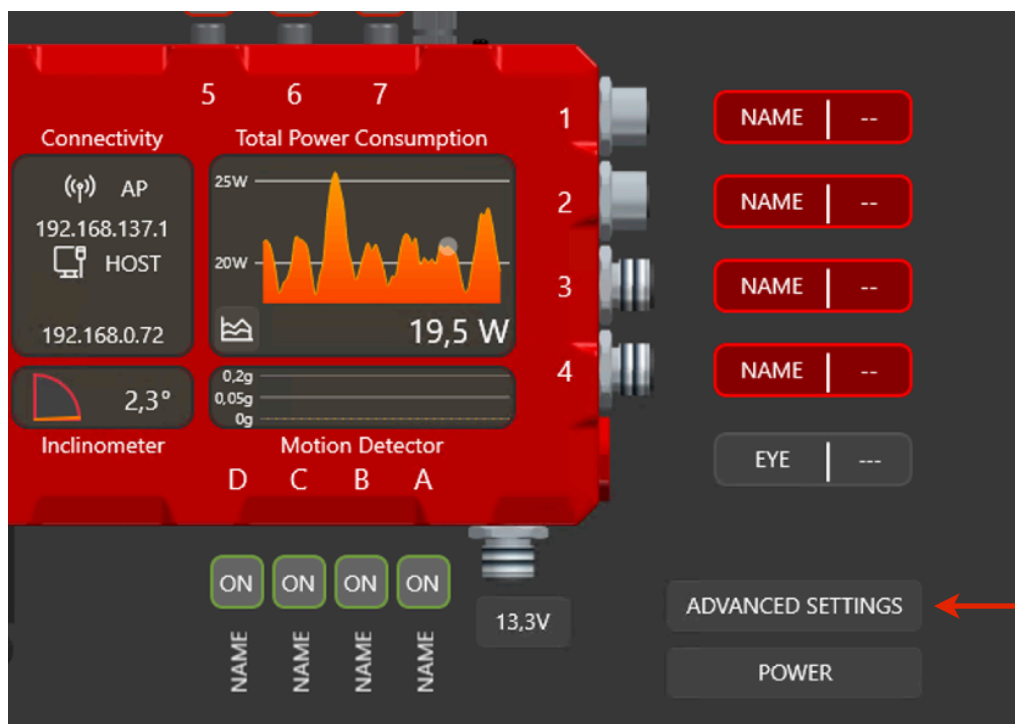 5 6 7
Connectivity
Total Power Consumption
1
NAME --
AP
25W
192.168.137.1
HOST
2
NAME --
20W
3
NAME --
192.168.0.72
19,5 W
4
NAME --
0,2g
0,05g
0g
2,3°
Inclinometer
Motion Detector
EYE ---
D C B A
ON ON ON ON
NAME NAME NAME NAME
13,3V
ADVANCED SETTINGS
POWER